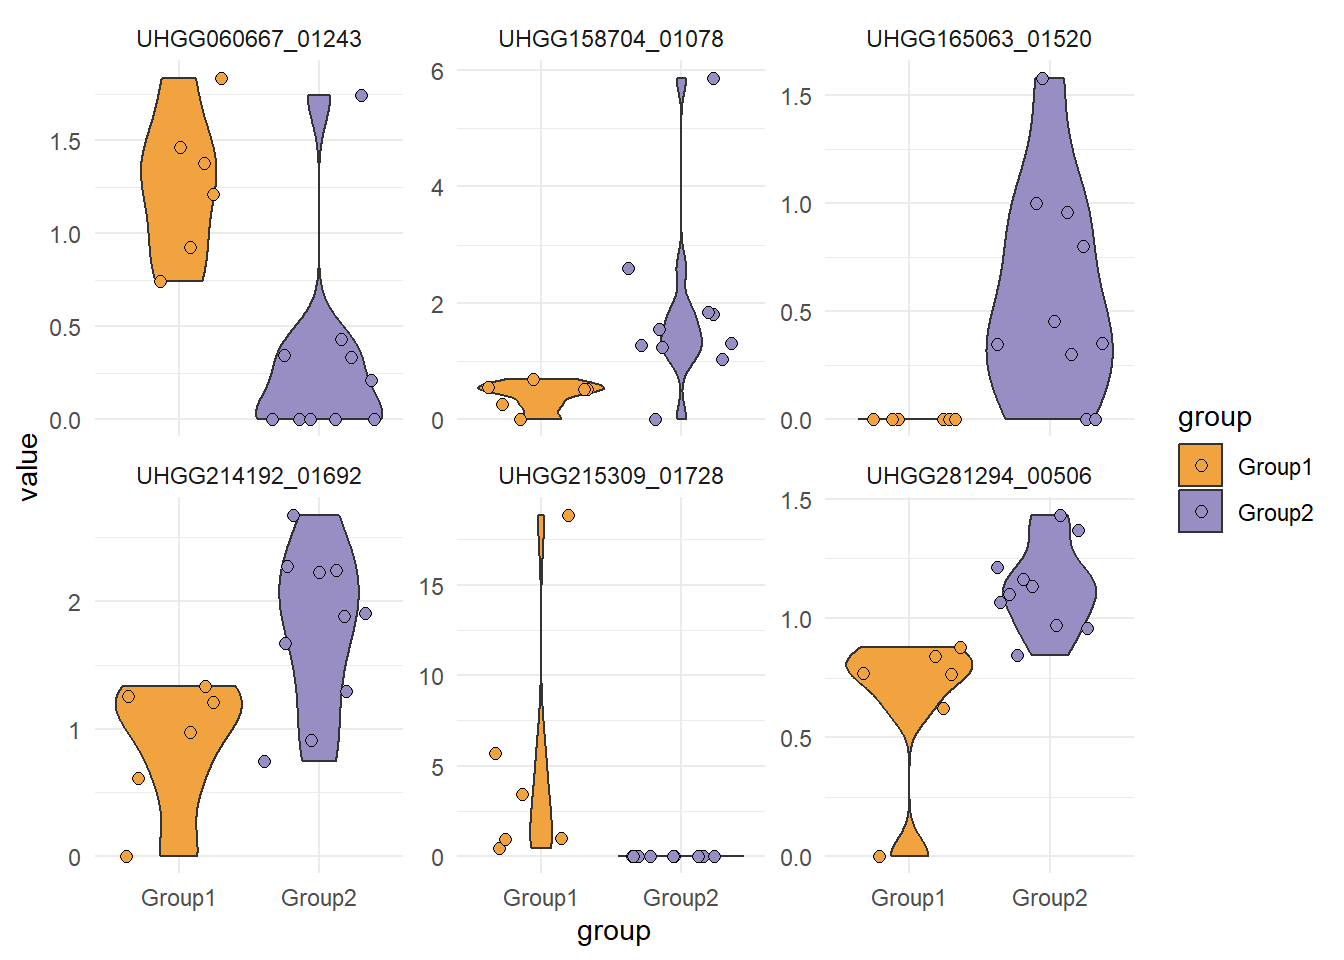 UHGG060667_01243 UHGG158704_01078 UHGG165063_01520
1.5
1.0
0.5
0.0
6
4
2
0
1.5
1.0
0.5
0.0
UHGG214192_01692 UHGG215309_01728 UHGG281294_00506
2
1
0
15
10
5
0
1.5
1.0
0.5
0.0
Group1 Group2 Group1 Group2 Group1 Group2
group
value
group
Group1
Group2